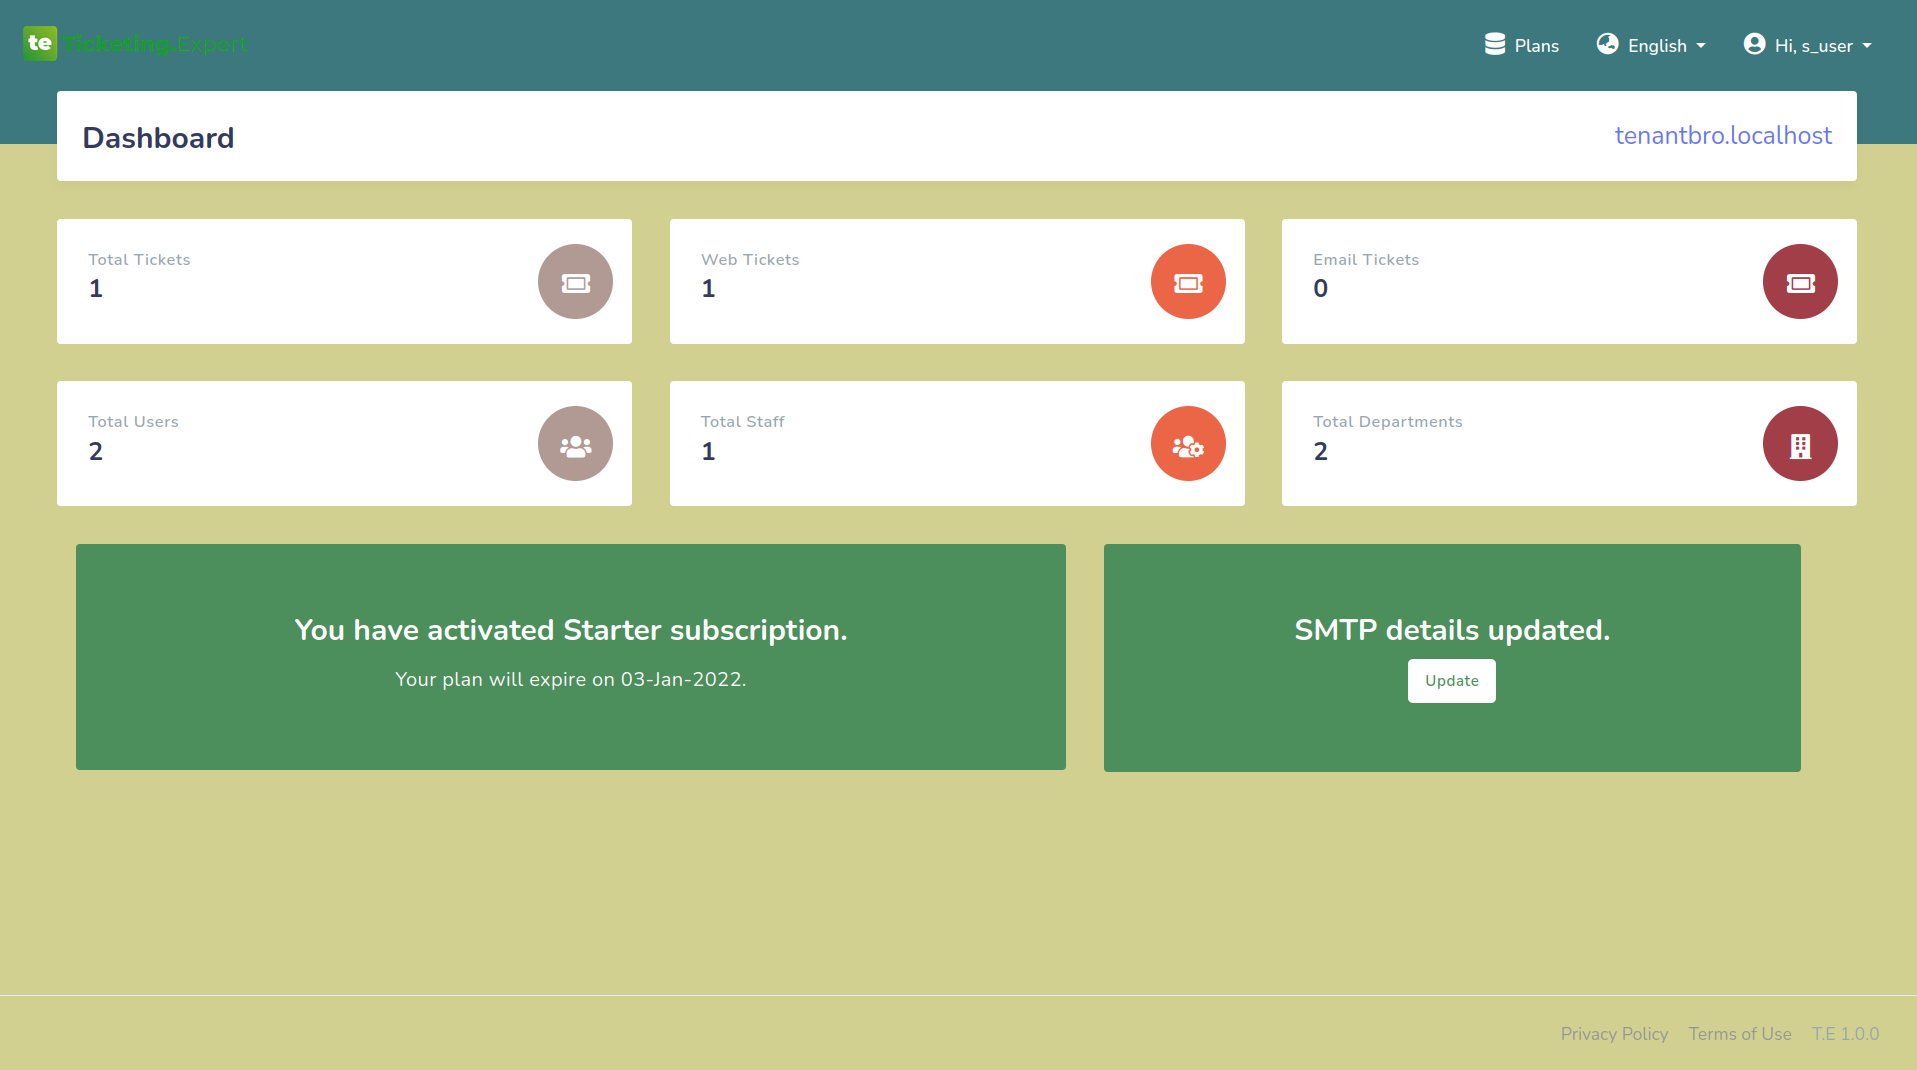 te Ticketing.Expert
Plans
English
Hi, s_user
Dashboard
tenantbro.localhost
Total Tickets
1
Web Tickets
1
Email Tickets
0
Total Users
2
Total Staff
1
Total Departments
2
You have activated Starter subscription.
Your plan will expire on 03-Jan-2022.
SMTP details updated.
Update
Privacy Policy
Terms of Use
T.E 1.0.0